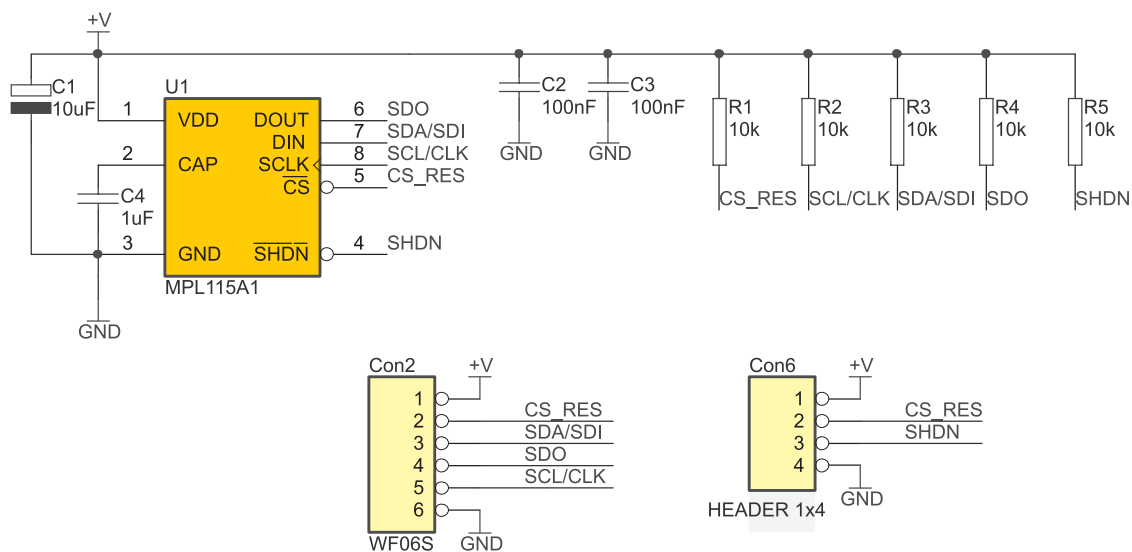 +V
C1
10uF
U1
1
VDD
DOUT
6
SDO
DIN
7
SDA/SDI
2
CAP
SCLK
8
SCL/CLK
CS
5
CS_RES
C4
1uF
3
GND
SHDN
4
SHDN
MPL115A1
GND
C2
100nF
GND
C3
100nF
GND
R1
10k
CS_RES
R2
10k
SCL/CLK
R3
10k
SDA/SDI
R4
10k
SDO
R5
10k
SHDN
Con2
+V
1
2
CS_RES
3
SDA/SDI
4
SDO
5
SCL/CLK
6
GND
WF06S
Con6
+V
1
2
CS_RES
3
SHDN
4
GND
HEADER 1x4